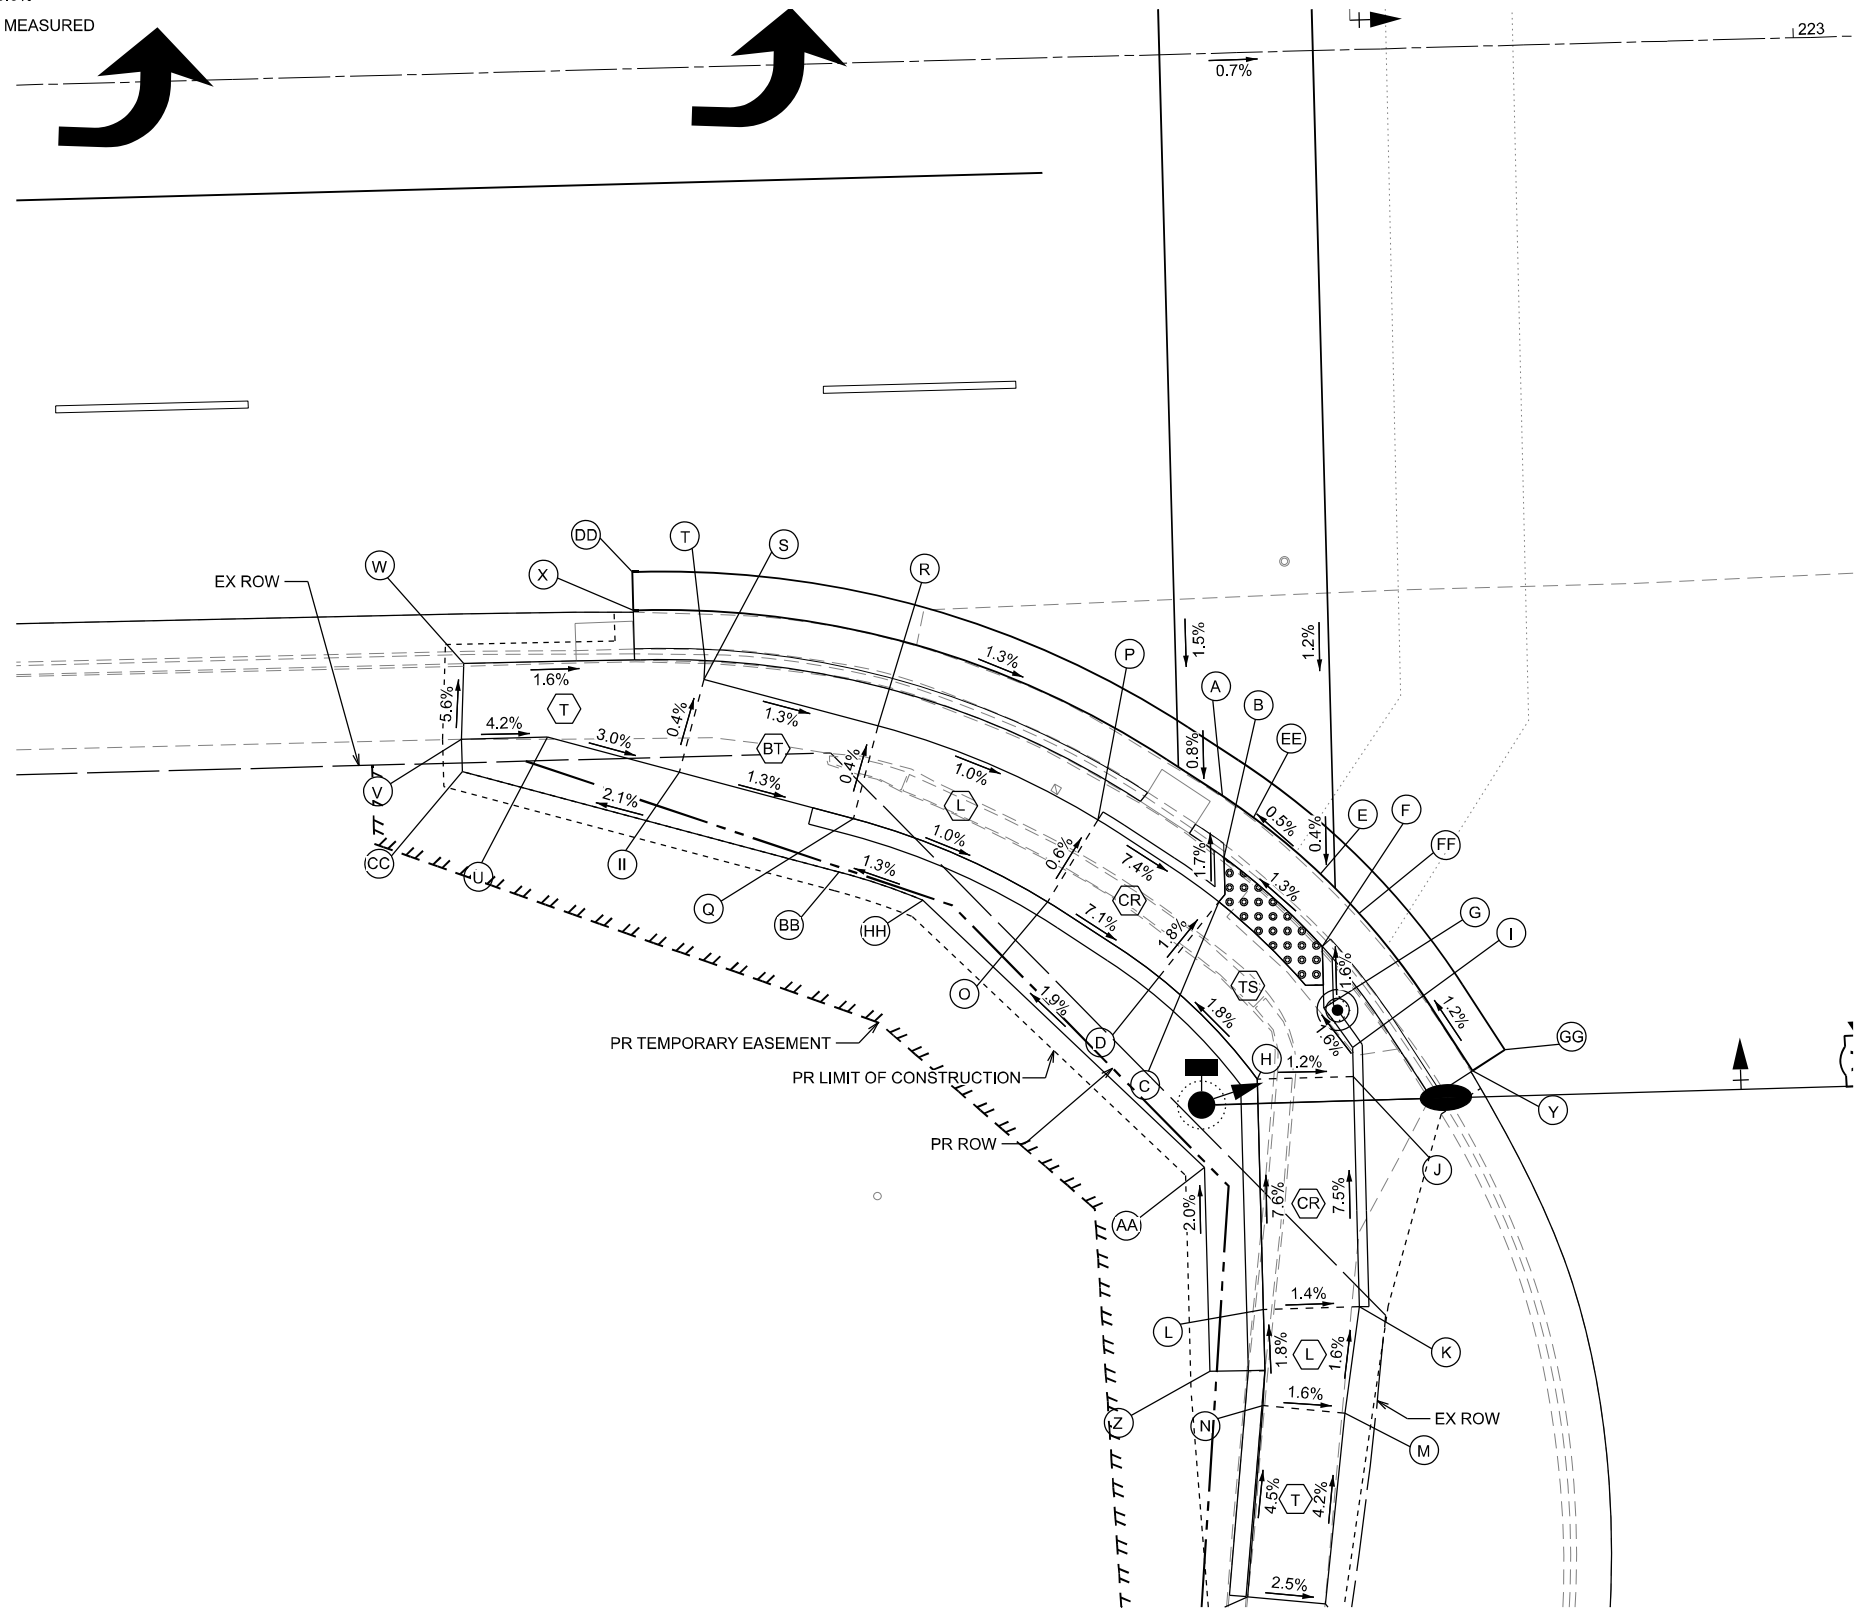 MEASURED
223
0.7%
DD
T
S
R
W
X
EX ROW
1.5%
1.2%
P
1.3%
A
B
1.6%
5.6%
T
4.2%
0.4%
1.3%
EE
3.0%
BT
0.8%
0.4%
1.0%
V
1.3%
L
0.5%
E
F
2.1%
0.4%
FF
1.0%
0.6%
7.4%
1.7%
CC
U
II
1.3%
1.3%
CR
Q
BB
HH
7.1%
1.8%
G
I
O
TS
1.6%
1.9%
1.8%
1.2%
D
1.6%
GG
PR TEMPORARY EASEMENT
H
1.2%
PR LIMIT OF CONSTRUCTION
C
Y
PR ROW
J
7.6%
CR
7.5%
2.0%
AA
1.4%
L
1.8%
L
1.6%
K
1.6%
Z
N
EX ROW
M
4.5%
T
4.2%
2.5%